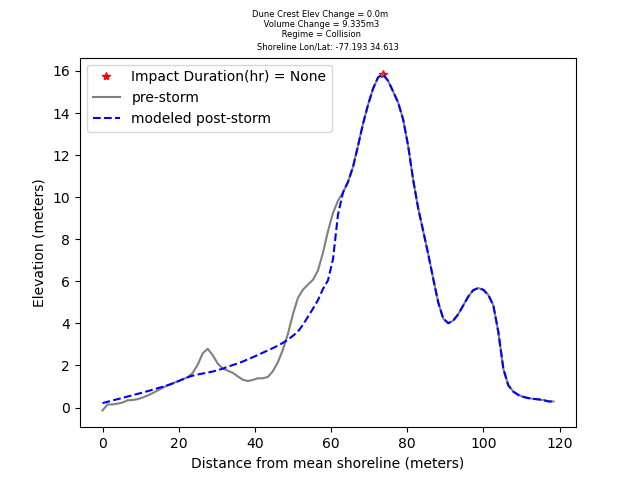 Dune Crest Elev Change = 0.0m
Volume Change = 9.335m3
Regime = Collision
Shoreline Lon/Lat: -77.193 34.613
Impact Duration(hr) = None
pre-storm
modeled post-storm
Elevation (meters)
16
14
12
10
8
6
4
2
0
0 20 40 60 80 100 120
Distance from mean shoreline (meters)